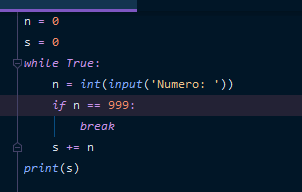 n = 0
s = 0
while True:
    n = int(input('Numero: '))
    if n == 999:
        break
    s += n
print(s)